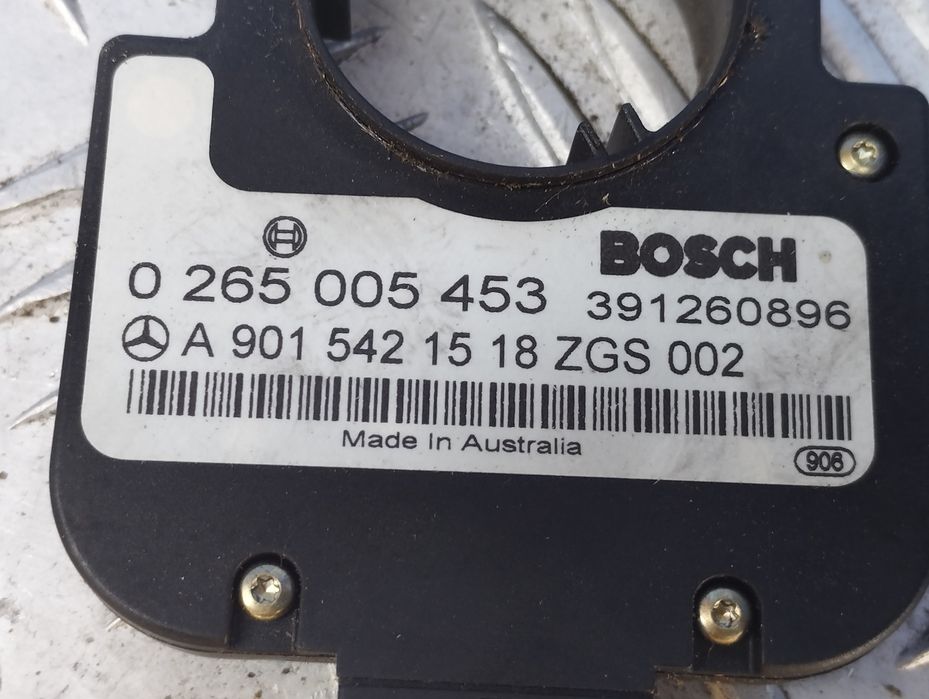 BOSCH
0 265 005 453 391260896
A 901 542 15 18 ZGS 002
Made In Australia
906